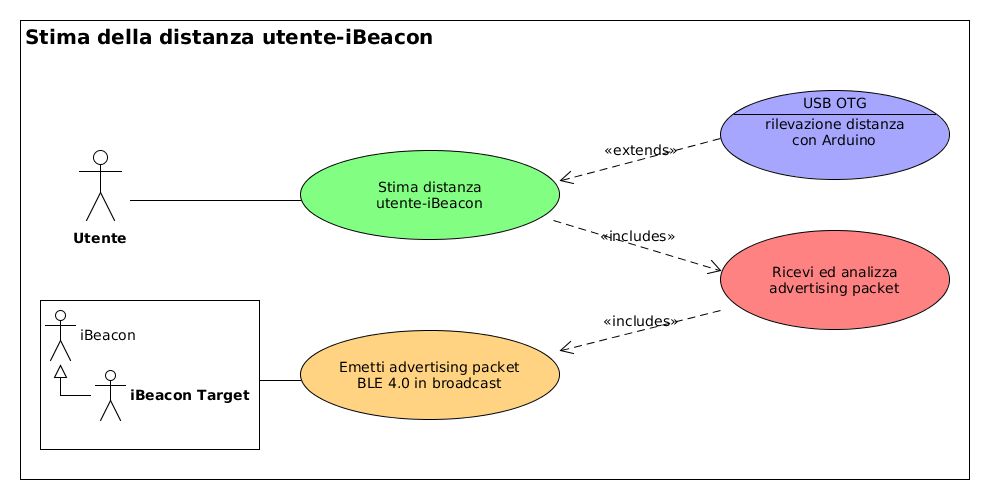 Stima della distanza utente-iBeacon
USB OTG
rilevazione distanza
con Arduino
«extends»
Stima distanza
utente-iBeacon
Utente
«includes»
Ricevi ed analizza
advertising packet
«includes»
iBeacon
iBeacon Target
Emetti advertising packet
BLE 4.0 in broadcast